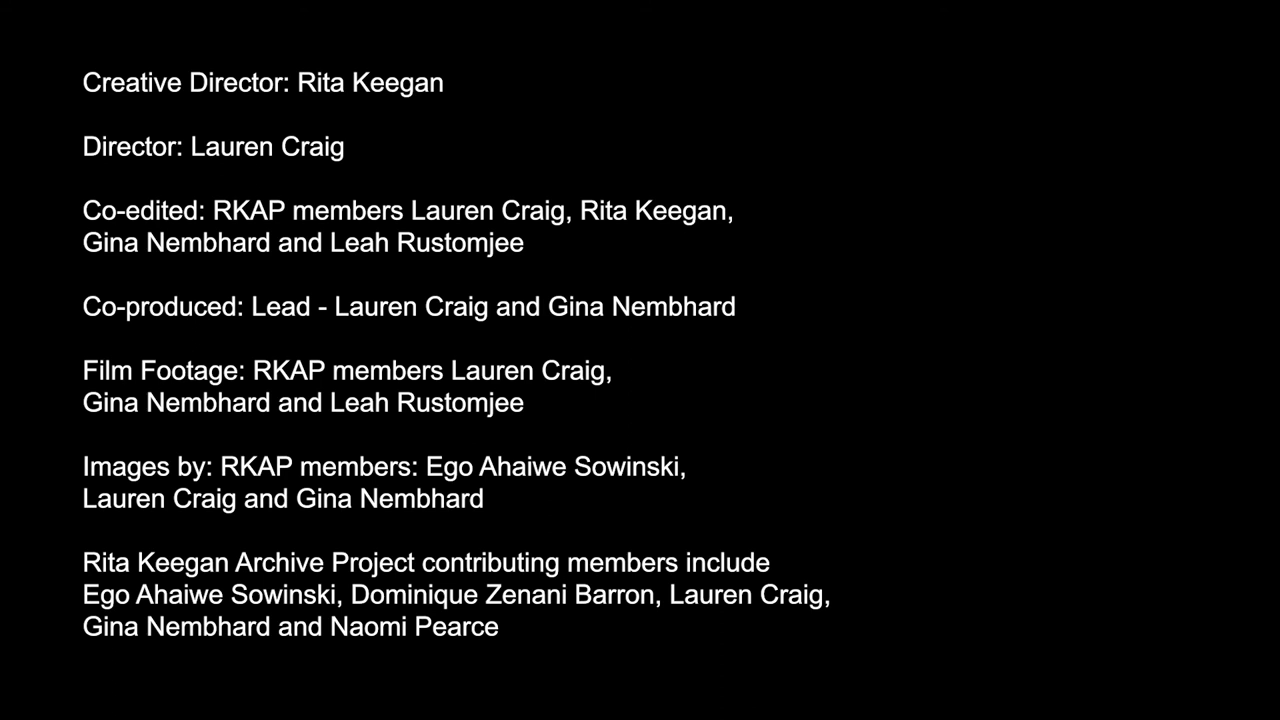 Creative Director: Rita Keegan
Director: Lauren Craig
Co-edited: RKAP members Lauren Craig, Rita Keegan,
Gina Nembhard and Leah Rustomjee
Co-produced: Lead - Lauren Craig and Gina Nembhard
Film Footage: RKAP members Lauren Craig,
Gina Nembhard and Leah Rustomjee
Images by: RKAP members: Ego Ahaiwe Sowinski,
Lauren Craig and Gina Nembhard
Rita Keegan Archive Project contributing members include
Ego Ahaiwe Sowinski, Dominique Zenani Barron, Lauren Craig,
Gina Nembhard and Naomi Pearce